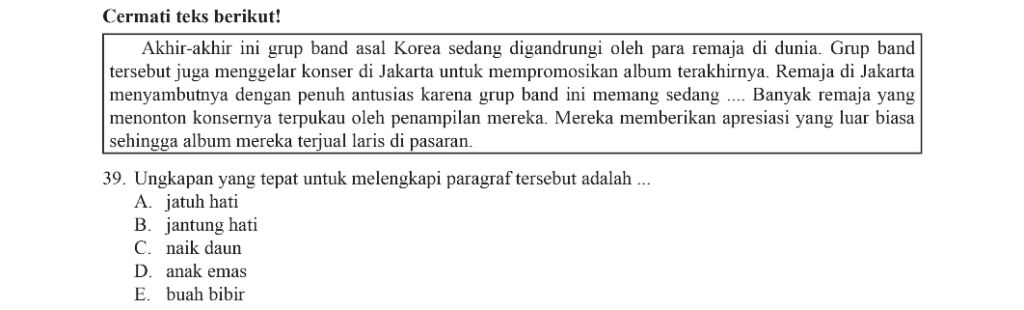 Cermati teks berikut!
Akhir-akhir ini grup band asal Korea sedang digandrungi oleh para remaja di dunia. Grup band
tersebut juga menggelar konser di Jakarta untuk mempromosikan album terakhirnya. Remaja di Jakarta
menyambutnya dengan penuh antusias karena grup band ini memang sedang .... Banyak remaja yang
menonton konsernya terpukau oleh penampilan mereka. Mereka memberikan apresiasi yang luar biasa
sehingga album mereka terjual laris di pasaran.
39. Ungkapan yang tepat untuk melengkapi paragraf tersebut adalah ...
A. jatuh hati
B. jantung hati
C. naik daun
D. anak emas
E. buah bibir